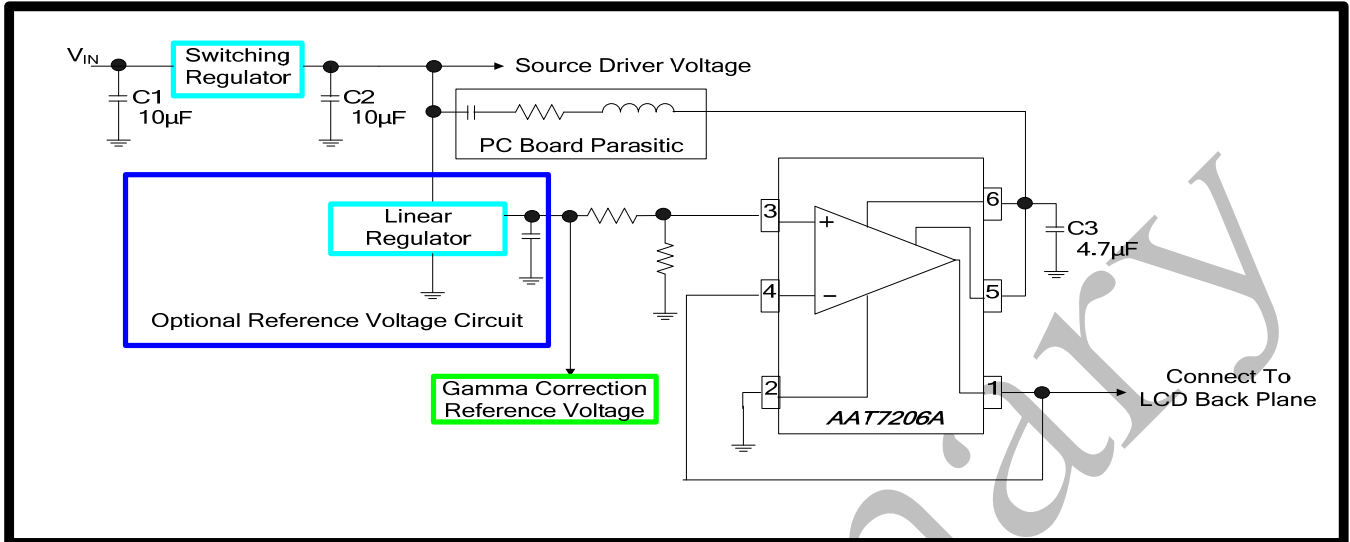 VIN
Switching
Regulator
Source Driver Voltage
C1
10µF
C2
10µF
PC Board Parasitic
Linear
Regulator
Optional Reference Voltage Circuit
Gamma Correction
Reference Voltage
3
+
6
C3
4.7µF
4
−
5
2
1
AAT7206A
Connect To
LCD Back Plane
nary